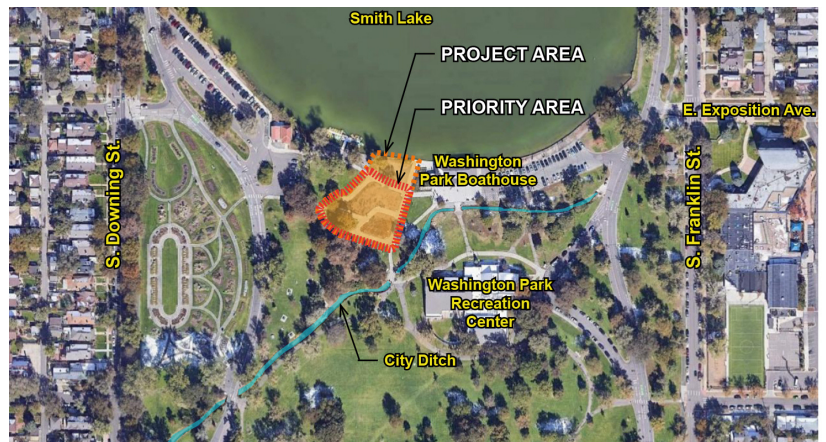 Smith Lake
PROJECT AREA
PRIORITY AREA
E. Exposition Ave.
Washington
Park Boathouse
S. Downing St.
S. Franklin St.
Washington Park
Recreation
Center
City Ditch